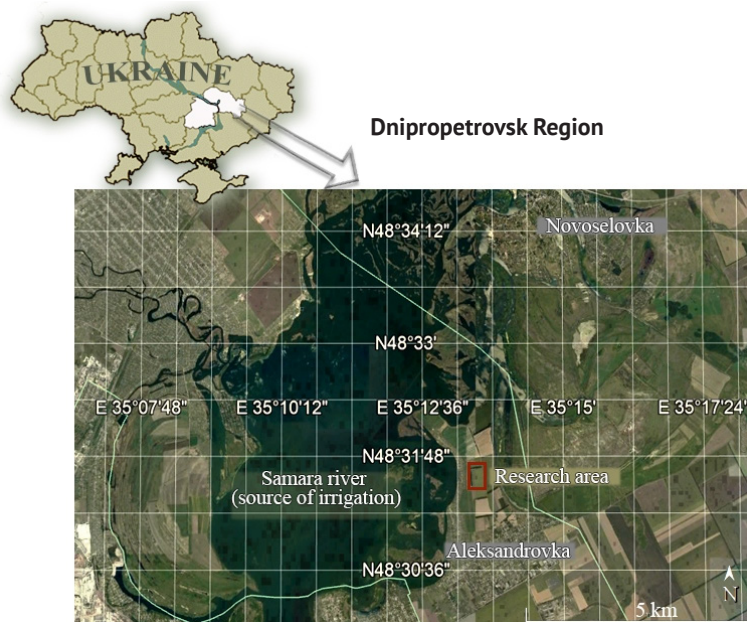 UKRAINE
Dnipropetrovsk Region
Novoselovka
N48°34'12"
N48°33'
E 35°07'48"
E 35°10'12"
E 35°12'36"
E 35°15'
E 35°17'24'
N48°31'48"
Samara river
(source of irrigation)
Research area
Aleksandrovka
N48°30'36"
N
5 km